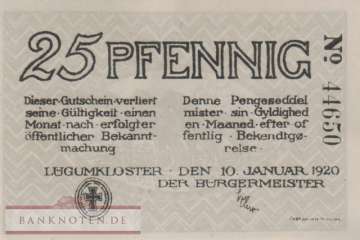 25 PFENNIG
No 44650
Dieser Gutschein verliert
seine Gültigkeit einen
Monat nach erfolgter
öffentlicher Bekannt-
machung
Denne Pengeseddel
mister sin Gyldighed
en Maaned efter of
fentlig Bekendtgø-
relse
LUGUMKLOSTER - DEN 10. JANUAR 1920
DER BÜRGERMEISTER
BANKNOTEN.DE